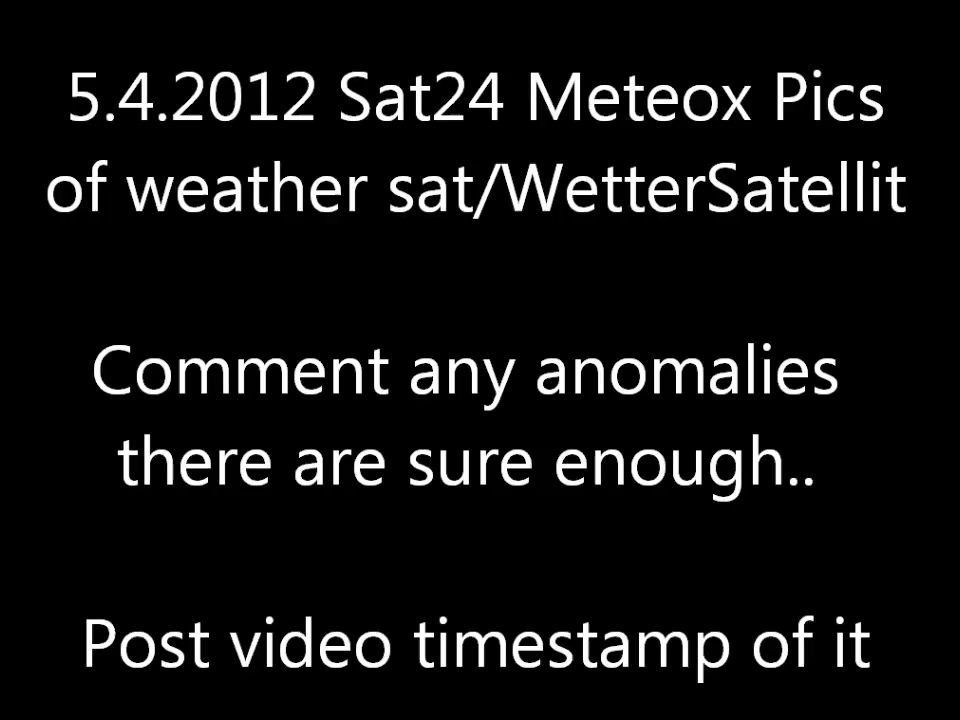 5.4.2012 Sat24 Meteox Pics
of weather sat/WetterSatellit
Comment any anomalies
there are sure enough..
Post video timestamp of it